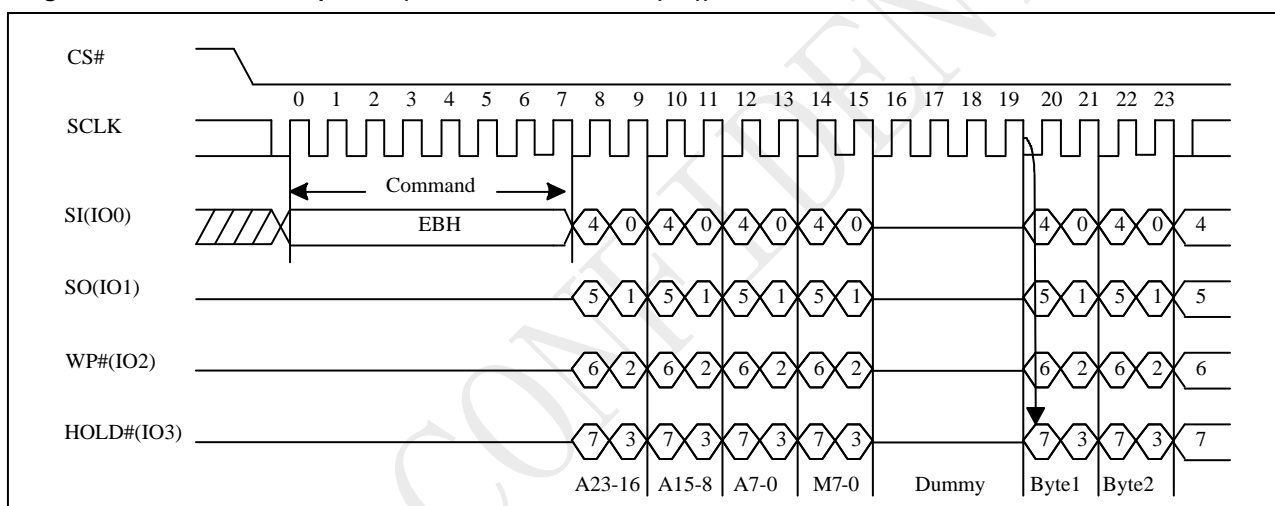 CS#
0 1 2 3 4 5 6 7 8 9 10 11 12 13 14 15 16 17 18 19 20 21 22 23
SCLK
Command
SI(IO0) EBH 4 0 4 0 4 0 4 0 4 0 4 0 4
SO(IO1) 5 1 5 1 5 1 5 1 5 1 5 1 5
WP#(IO2) 6 2 6 2 6 2 6 2 6 2 6 2 6
HOLD#(IO3) 7 3 7 3 7 3 7 3 7 3 7 3 7
A23-16 A15-8 A7-0 M7-0 Dummy Byte1 Byte2